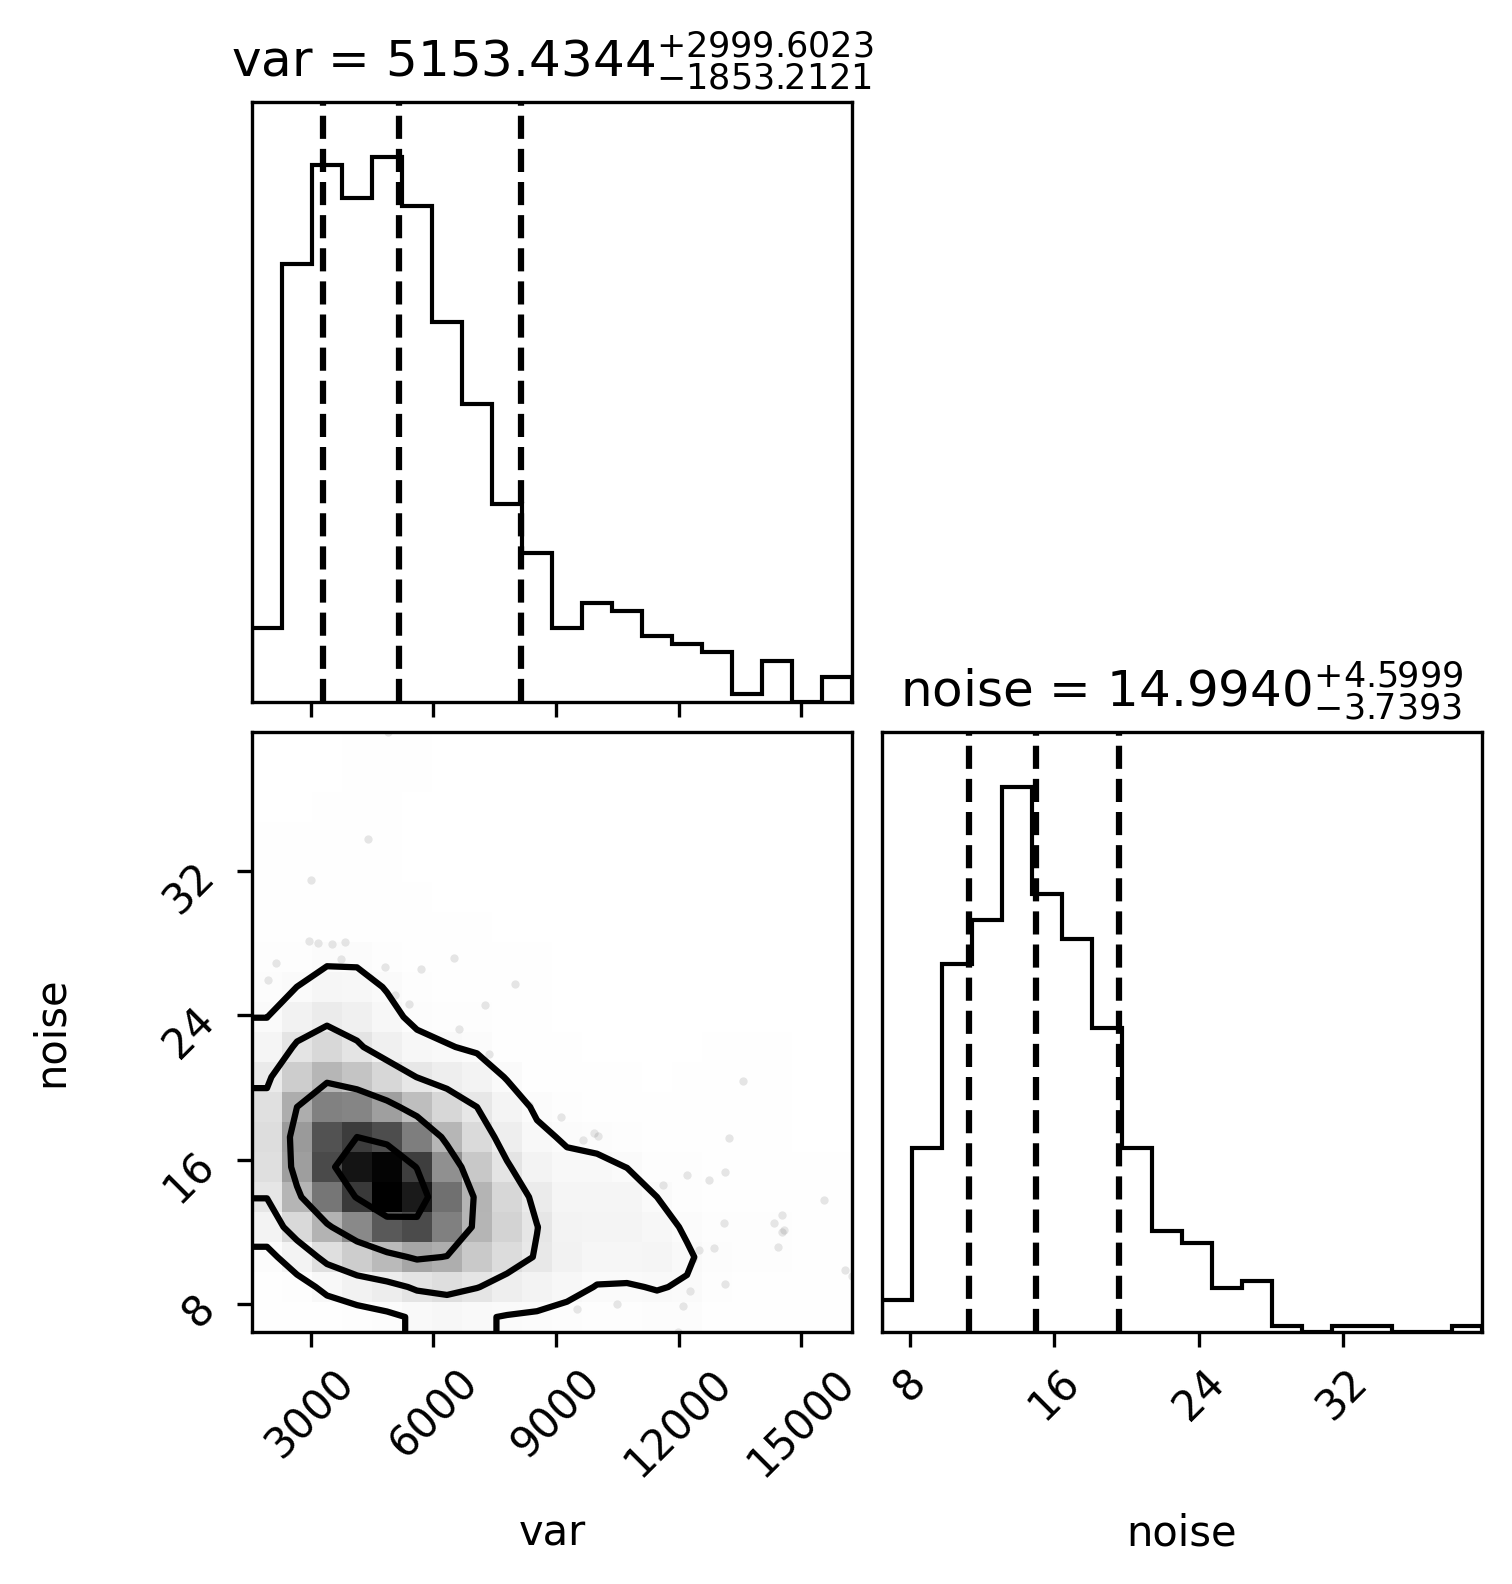 var = 5153.4344+2999.6023
−1853.2121
noise = 14.9940+4.5999
−3.7393
32
24
16
8
noise
3000 6000 9000 12000 15000
var
8 16 24 32
noise